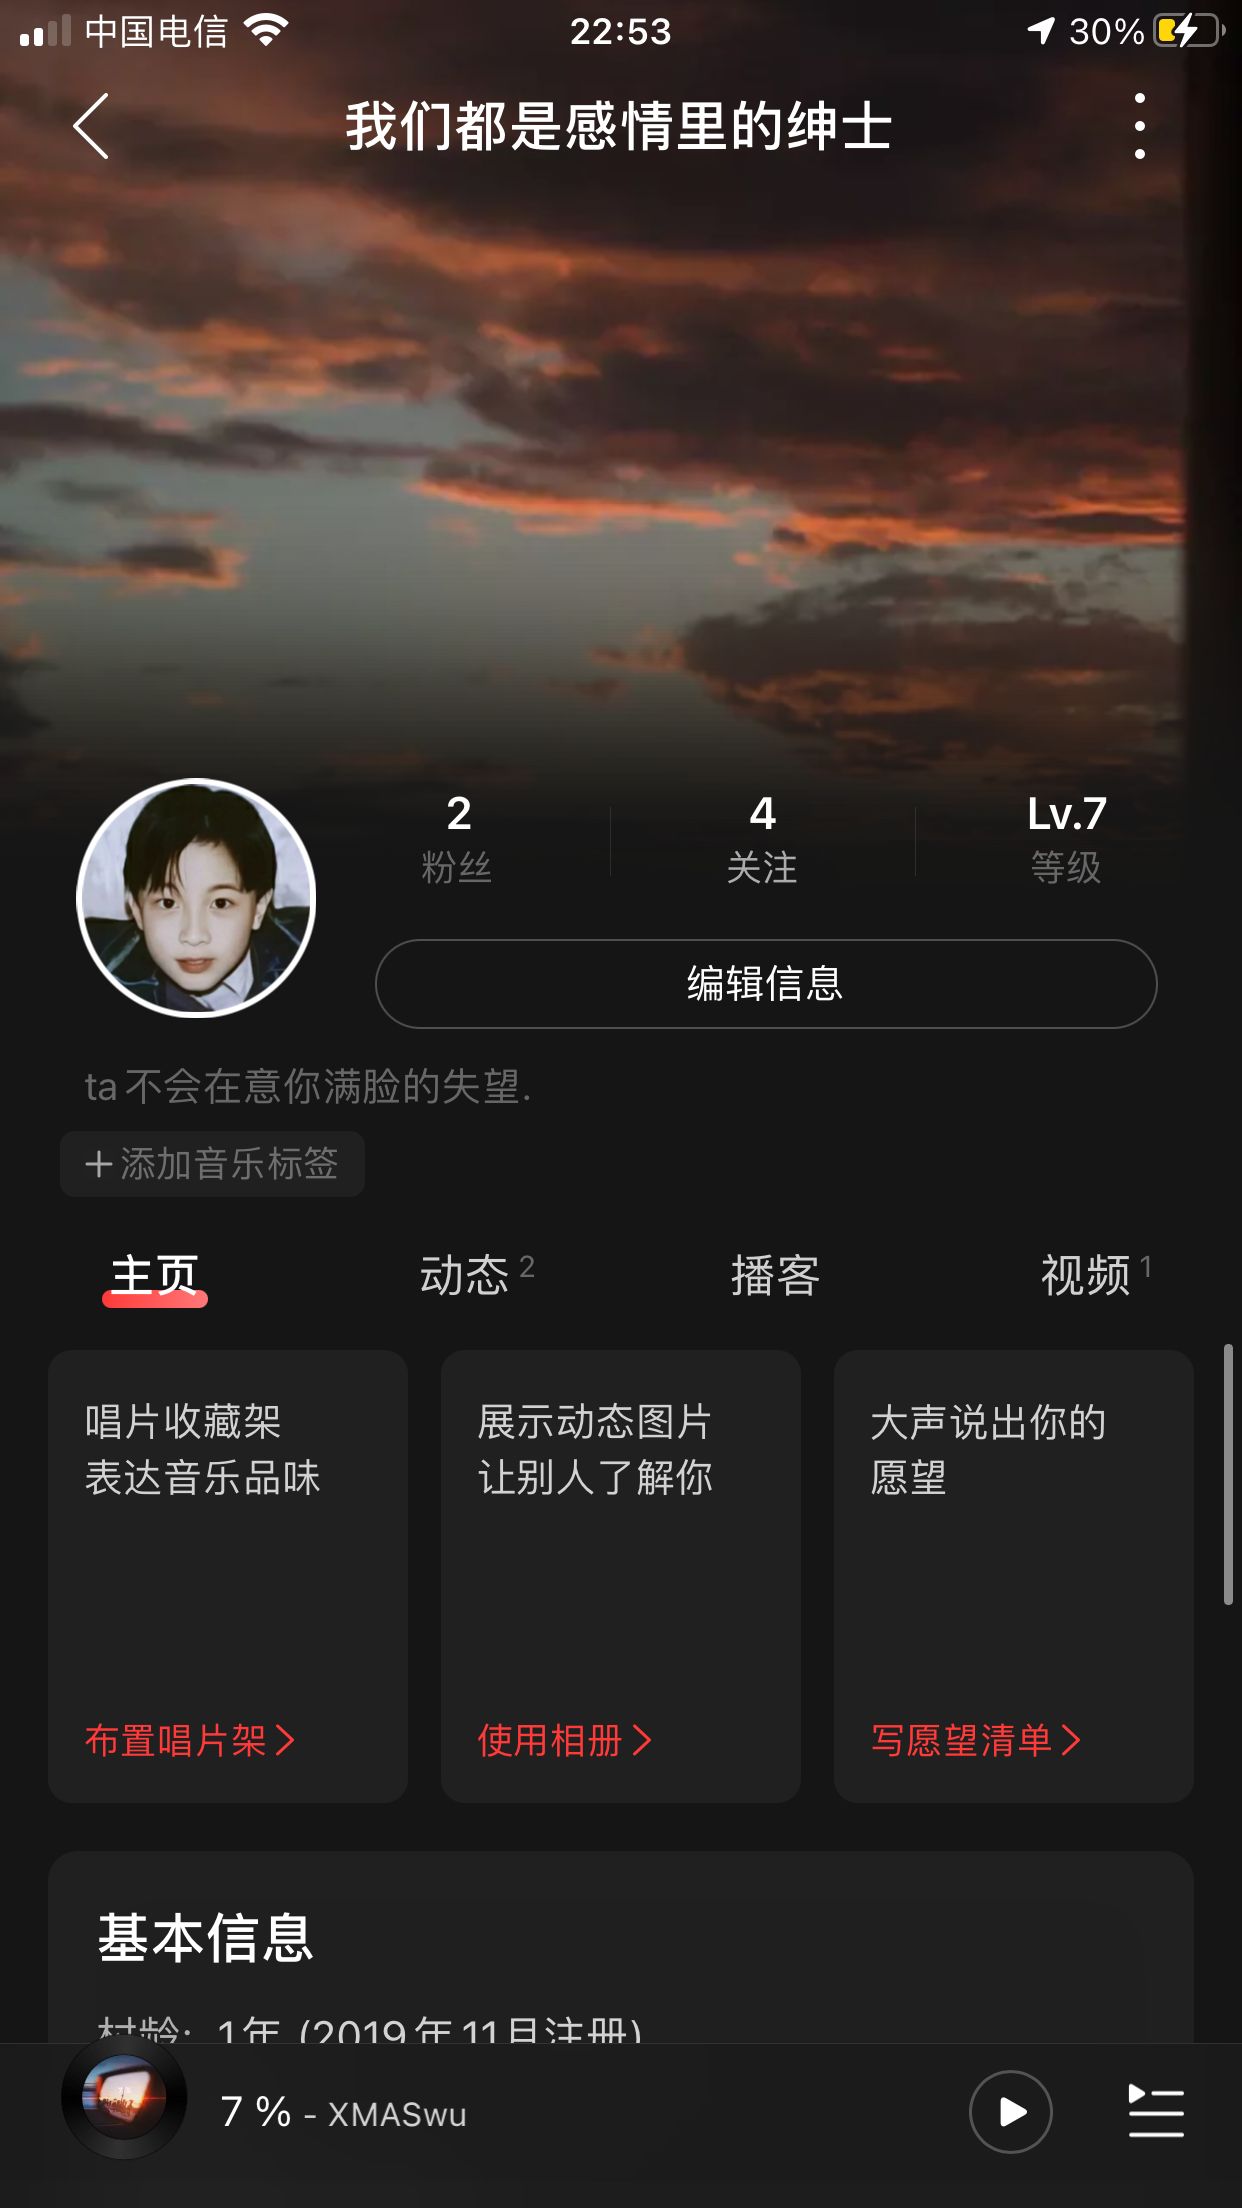 中国电信
22:53
30%
我们都是感情里的绅士
2
粉丝
4
关注
Lv.7
等级
编辑信息
ta不会在意你满脸的失望.
+添加音乐标签
主页
动态 2
播客
视频 1
唱片收藏架
表达音乐品味
布置唱片架
展示动态图片
让别人了解你
使用相册
大声说出你的
愿望
写愿望清单
基本信息
村龄: 1年 (2019年11月注册)
7 % - XMASwu